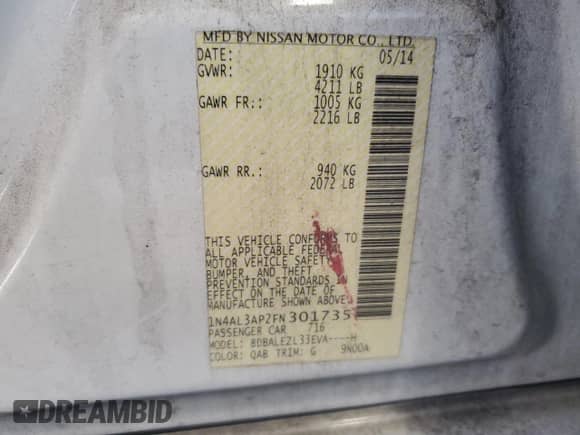 MFD BY NISSAN MOTOR CO., LTD.
DATE: 05/14
GVWR: 1910 KG
4211 LB
GAWR FR.: 1005 KG
2216 LB
GAWR RR.: 940 KG
2072 LB
THIS VEHICLE CONFORMS TO
ALL APPLICABLE FEDERAL
MOTOR VEHICLE SAFETY,
BUMPER, AND THEFT
PREVENTION STANDARDS IN
EFFECT ON THE DATE OF
MANUFACTURE SHOWN ABOVE.
1N4AL3AP2FN301735
PASSENGER CAR 716
MODEL: BDBALEZL33EVA----H
COLOR: QAB TRIM: G 9N00A
DREAMBID